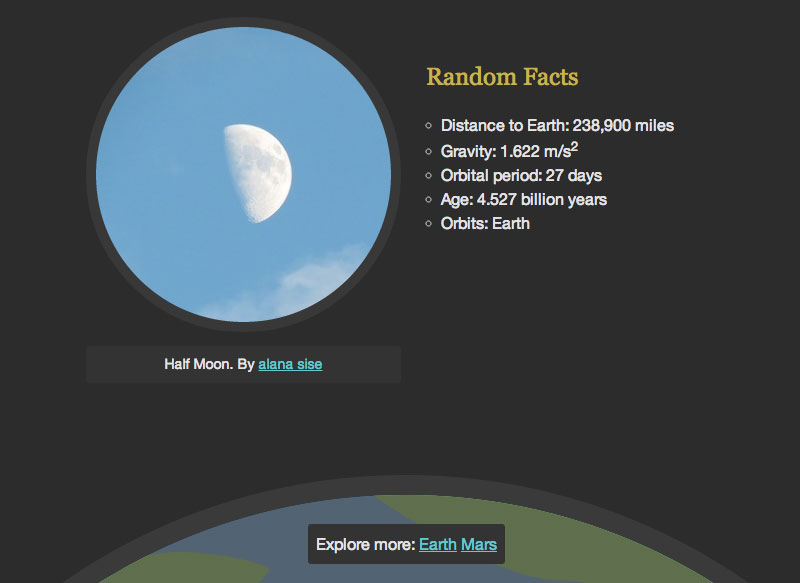 Random Facts
Distance to Earth: 238,900 miles
Gravity: 1.622 m/s²
Orbital period: 27 days
Age: 4.527 billion years
Orbits: Earth
Half Moon. By alana sise
Explore more: Earth Mars